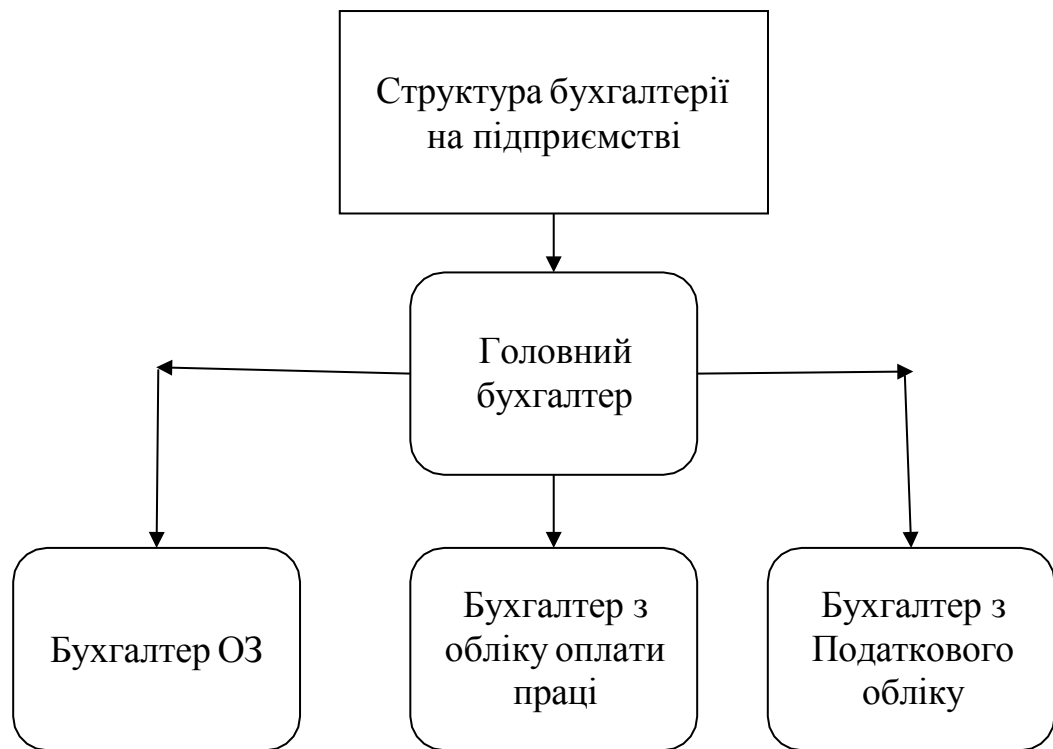 Структура бухгалтерії
на підприємстві
Головний
бухгалтер
Бухгалтер ОЗ
Бухгалтер з
обліку оплати
праці
Бухгалтер з
Податкового
обліку